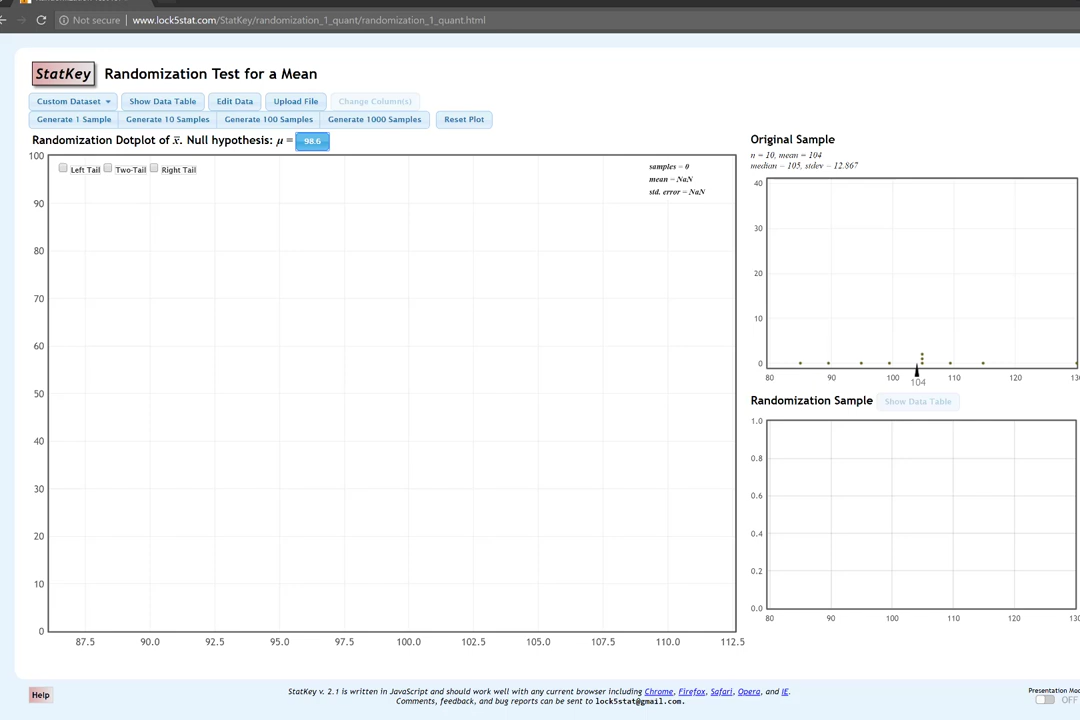 Not secure | www.lock5stat.com/StatKey/randomization_1_quant/randomization_1_quant.html
StatKey Randomization Test for a Mean
Custom Dataset Show Data Table Edit Data Upload File Change Column(s)
Generate 1 Sample Generate 10 Samples Generate 100 Samples Generate 1000 Samples Reset Plot
Randomization Dotplot of x̄. Null hypothesis: μ = 98.6
Left Tail Two-Tail Right Tail
samples = 0
mean = NaN
std. error = NaN
100
90
80
70
60
50
40
30
20
10
0
87.5 90.0 92.5 95.0 97.5 100.0 102.5 105.0 107.5 110.0 112.5
Original Sample
n = 10, mean = 104
median = 105, stdev = 12.867
40
30
20
10
0
80 90 100 110 120 130
104
Randomization Sample Show Data Table
1.0
0.8
0.6
0.4
0.2
0.0
80 90 100 110 120 130
Help
StatKey v. 2.1 is written in JavaScript and should work well with any current browser including Chrome, Firefox, Safari, Opera, and IE.
Comments, feedback, and bug reports can be sent to lock5stat@gmail.com.
Presentation Mod
OFF